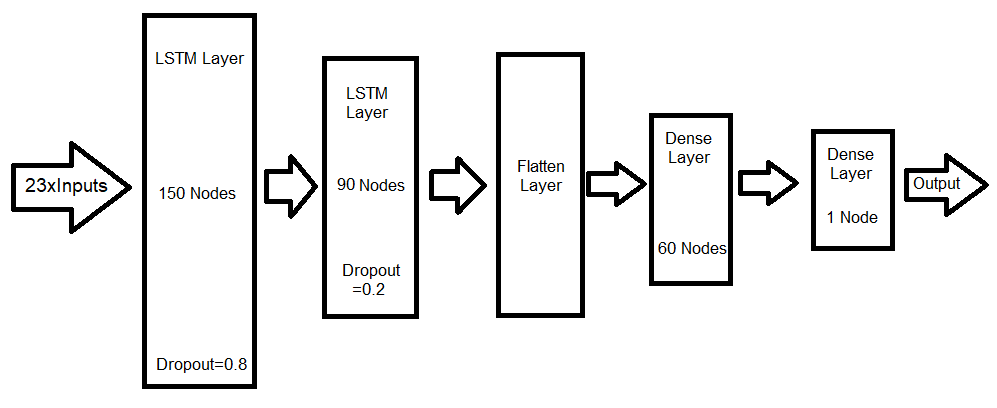 23xInputs
LSTM Layer
150 Nodes
Dropout=0.8
LSTM
Layer
90 Nodes
Dropout
=0.2
Flatten
Layer
Dense
Layer
60 Nodes
Dense
Layer
1 Node
Output